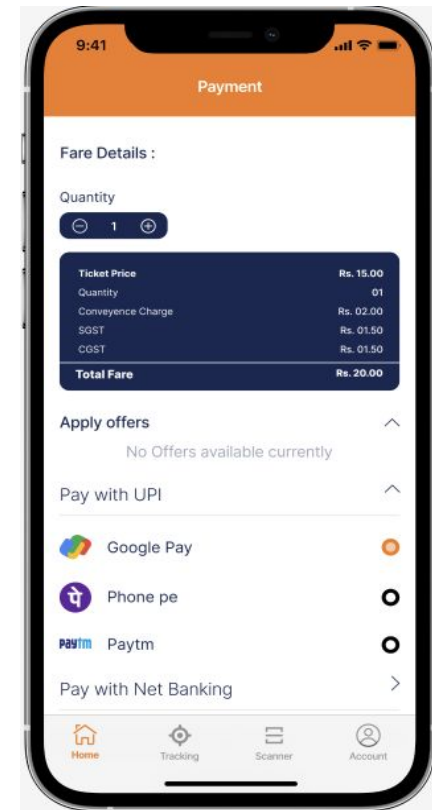 9:41
Payment
Fare Details :
Quantity
1
Ticket Price Rs. 15.00
Quantity 01
Conveyence Charge Rs. 02.00
SGST Rs. 01.50
CGST Rs. 01.50
Total Fare Rs. 20.00
Apply offers
No Offers available currently
Pay with UPI
Google Pay
पे Phone pe
paytm Paytm
Pay with Net Banking
Home Tracking Scanner Account